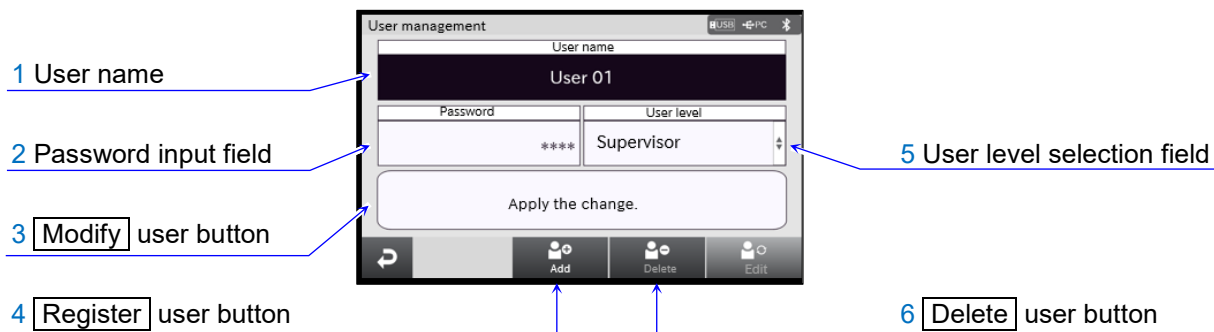 User management
USB PC
User name
1 User name
User 01
Password User level
2 Password input field
**** Supervisor
5 User level selection field
Apply the change.
3 Modify user button
Add Delete Edit
4 Register user button
6 Delete user button